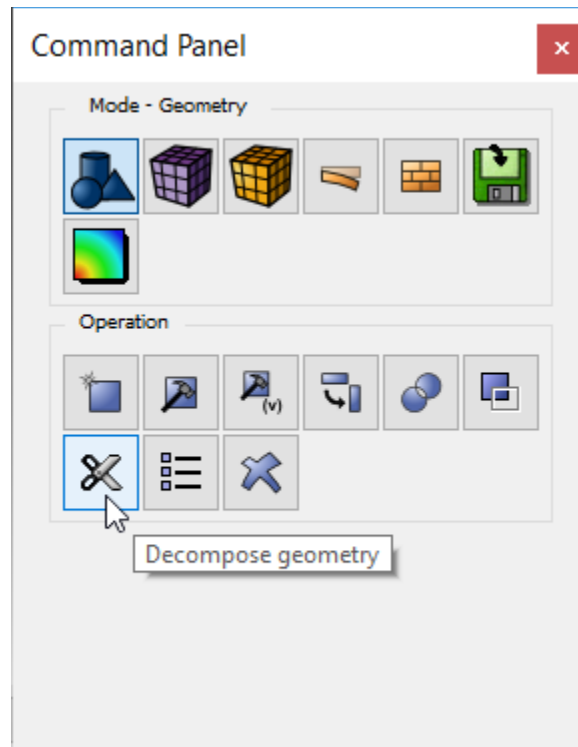 Command Panel
Mode - Geometry
Operation
(v)
Decompose geometry